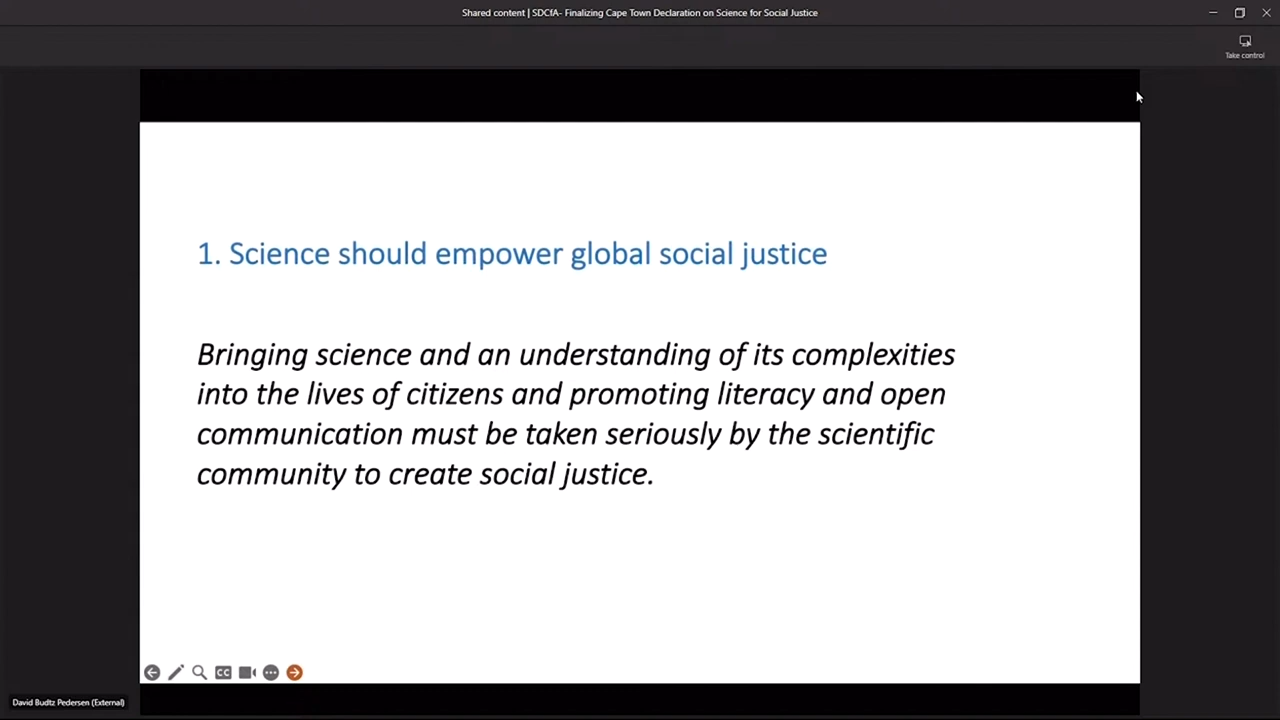 Shared content | SDCfA- Finalizing Cape Town Declaration on Science for Social Justice
Take control
1. Science should empower global social justice
Bringing science and an understanding of its complexities
into the lives of citizens and promoting literacy and open
communication must be taken seriously by the scientific
community to create social justice.
CC
David Budtz Pedersen (External)